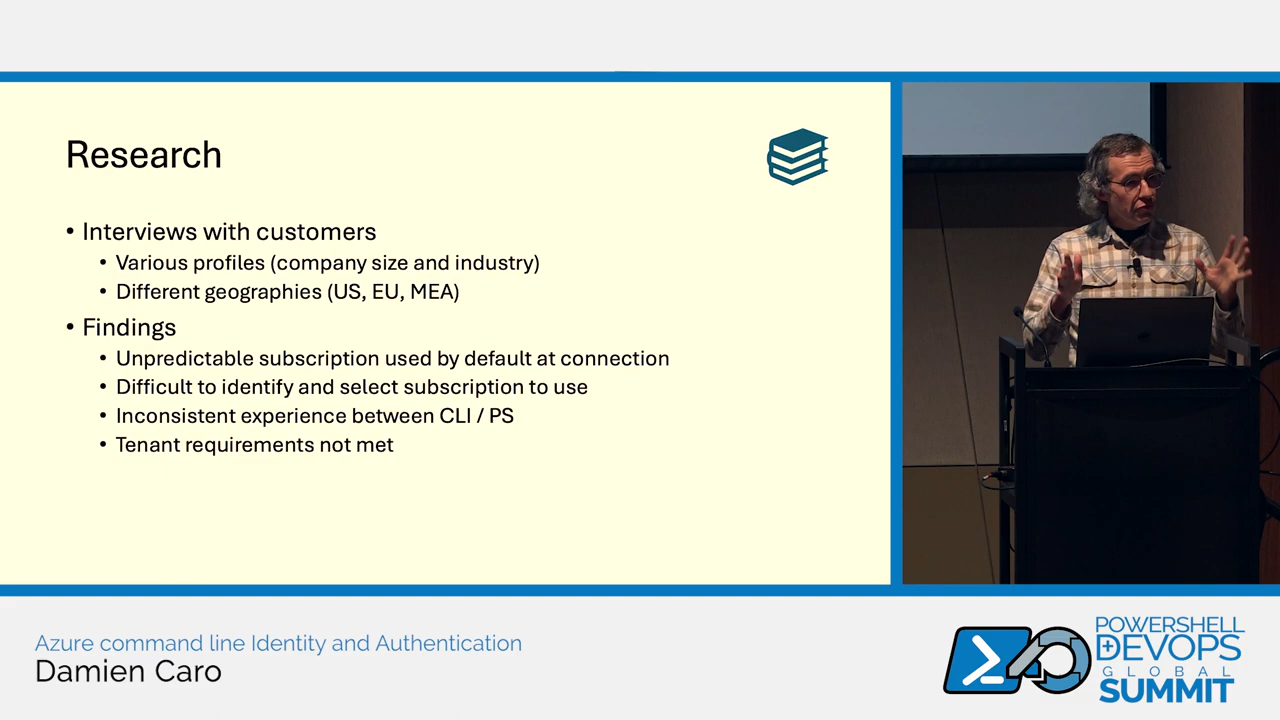 Research
• Interviews with customers
• Various profiles (company size and industry)
• Different geographies (US, EU, MEA)
• Findings
• Unpredictable subscription used by default at connection
• Difficult to identify and select subscription to use
• Inconsistent experience between CLI / PS
• Tenant requirements not met
Azure command line Identity and Authentication
Damien Caro
POWERSHELL
DEVOPS
GLOBAL
SUMMIT